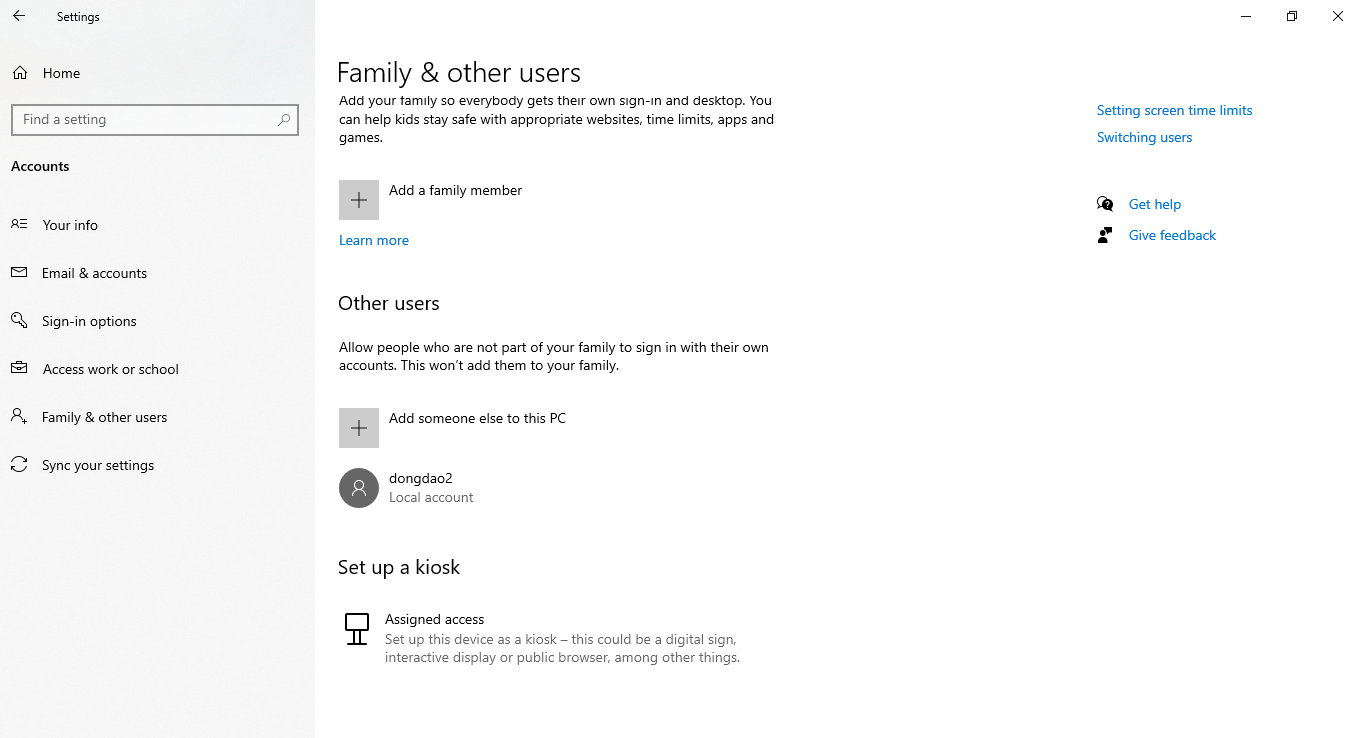 Settings
Home
Find a setting
Accounts
Your info
Email & accounts
Sign-in options
Access work or school
Family & other users
Sync your settings
Family & other users
Add your family so everybody gets their own sign-in and desktop. You
can help kids stay safe with appropriate websites, time limits, apps and
games.
Add a family member
Learn more
Other users
Allow people who are not part of your family to sign in with their own
accounts. This won't add them to your family.
Add someone else to this PC
dongdao2
Local account
Set up a kiosk
Assigned access
Set up this device as a kiosk – this could be a digital sign,
interactive display or public browser, among other things.
Setting screen time limits
Switching users
Get help
Give feedback